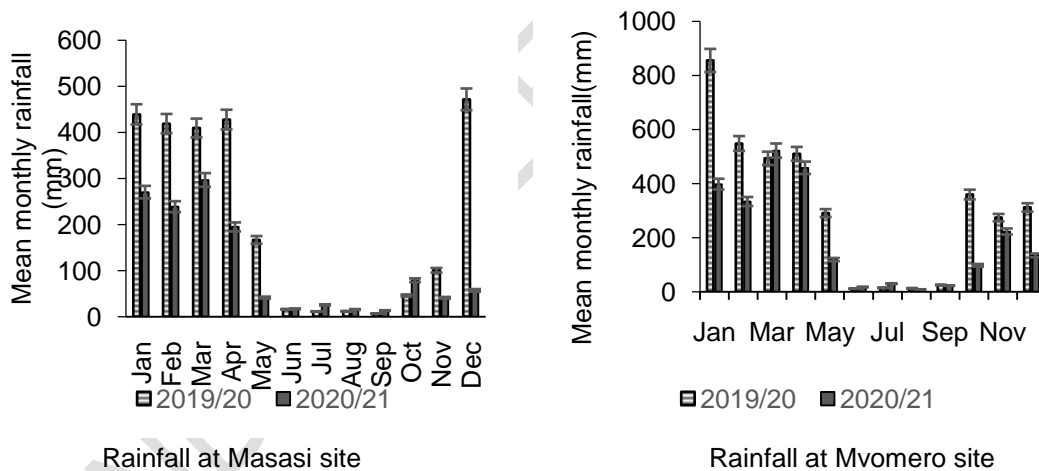 Mean monthly rainfall
(mm)
600
500
400
300
200
100
0
Jan
Feb
Mar
Apr
May
Jun
Jul
Aug
Sep
Oct
Nov
Dec
2019/20 2020/21
Rainfall at Masasi site
Mean monthly rainfall(mm)
1000
800
600
400
200
0
Jan Mar May Jul Sep Nov
2019/20 2020/21
Rainfall at Mvomero site